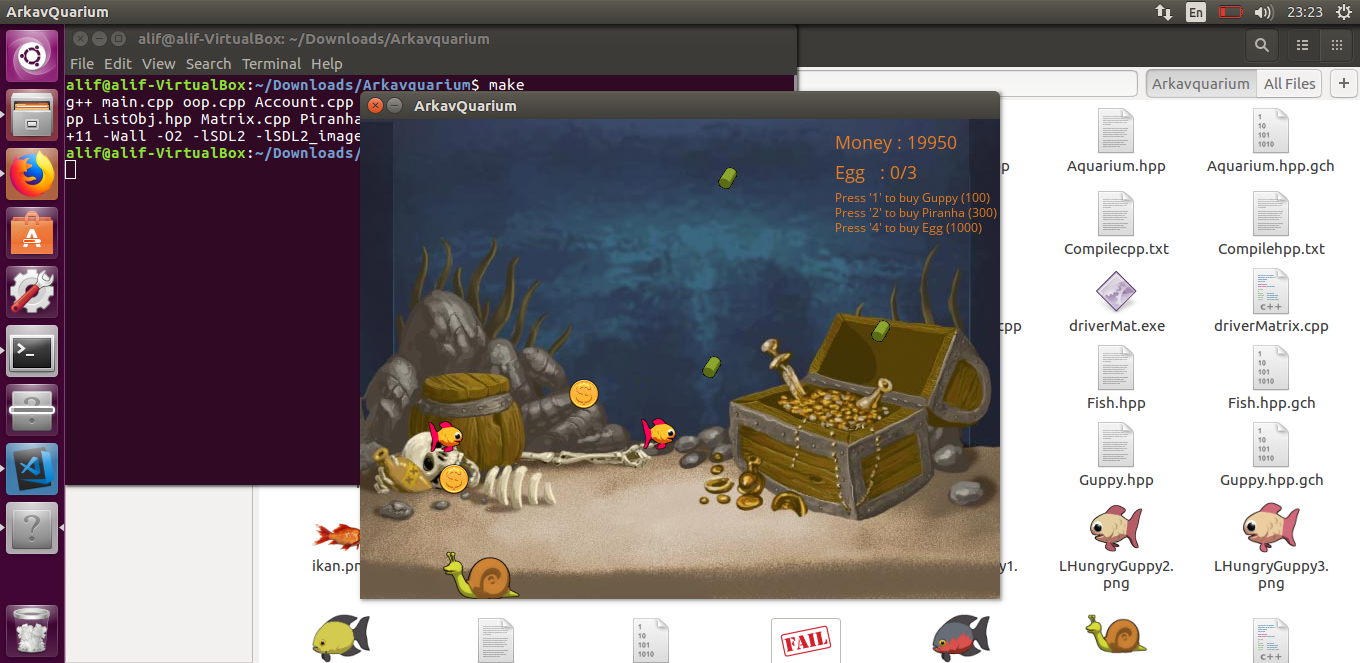 ArkavQuarium
En
23:23
alif@alif-VirtualBox: ~/Downloads/Arkavquarium
File Edit View Search Terminal Help
alif@alif-VirtualBox:~/Downloads/Arkavquarium$ make
g++ main.cpp oop.cpp Account.cpp
pp ListObj.hpp Matrix.cpp Piranha
+11 -Wall -O2 -lSDL2 -lSDL2_image
alif@alif-VirtualBox:~/Downloads/
ArkavQuarium
Money : 19950
Egg : 0/3
Press '1' to buy Guppy (100)
Press '2' to buy Piranha (300)
Press '4' to buy Egg (1000)
Arkavquarium All Files
p Aquarium.hpp Aquarium.hpp.gch
Compilecpp.txt Compilehpp.txt
cpp driverMat.exe driverMatrix.cpp
Fish.hpp Fish.hpp.gch
Guppy.hpp Guppy.hpp.gch
ikan.pn y1. LHungryGuppy2. LHungryGuppy3.
png png
FAIL